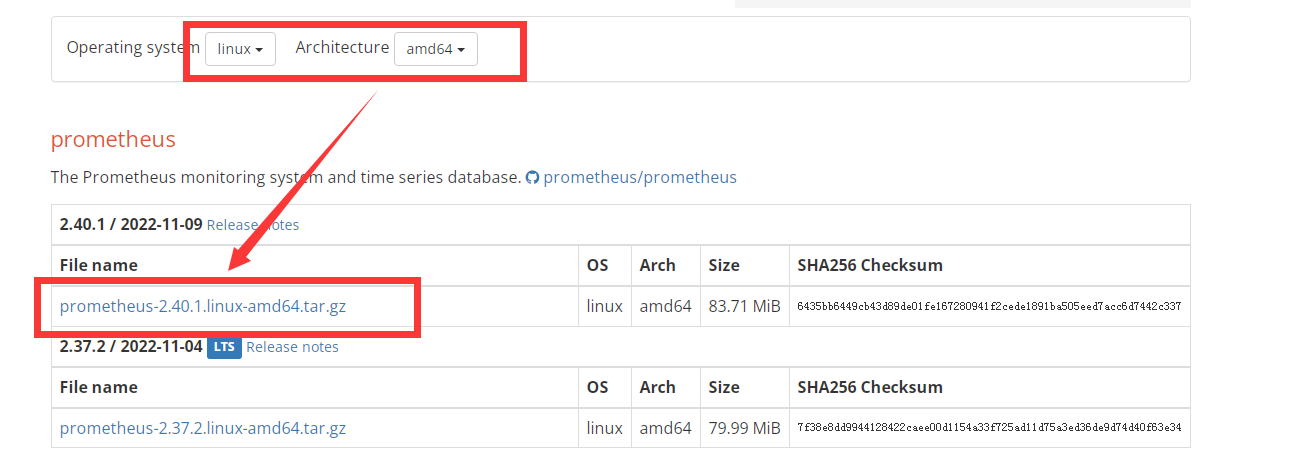 Operating system linux Architecture amd64
prometheus
The Prometheus monitoring system and time series database. prometheus/prometheus
2.40.1 / 2022-11-09 Release notes
File name OS Arch Size SHA256 Checksum
prometheus-2.40.1.linux-amd64.tar.gz linux amd64 83.71 MiB 6435bb6449cb43d89de01fe167280941f2cede1891ba505eed7acc6d7442c337
2.37.2 / 2022-11-04 LTS Release notes
File name OS Arch Size SHA256 Checksum
prometheus-2.37.2.linux-amd64.tar.gz linux amd64 79.99 MiB 7f38e8dd9944128422caee00d1154a33f725ad11d75a3ed36de9d74d40f63e34